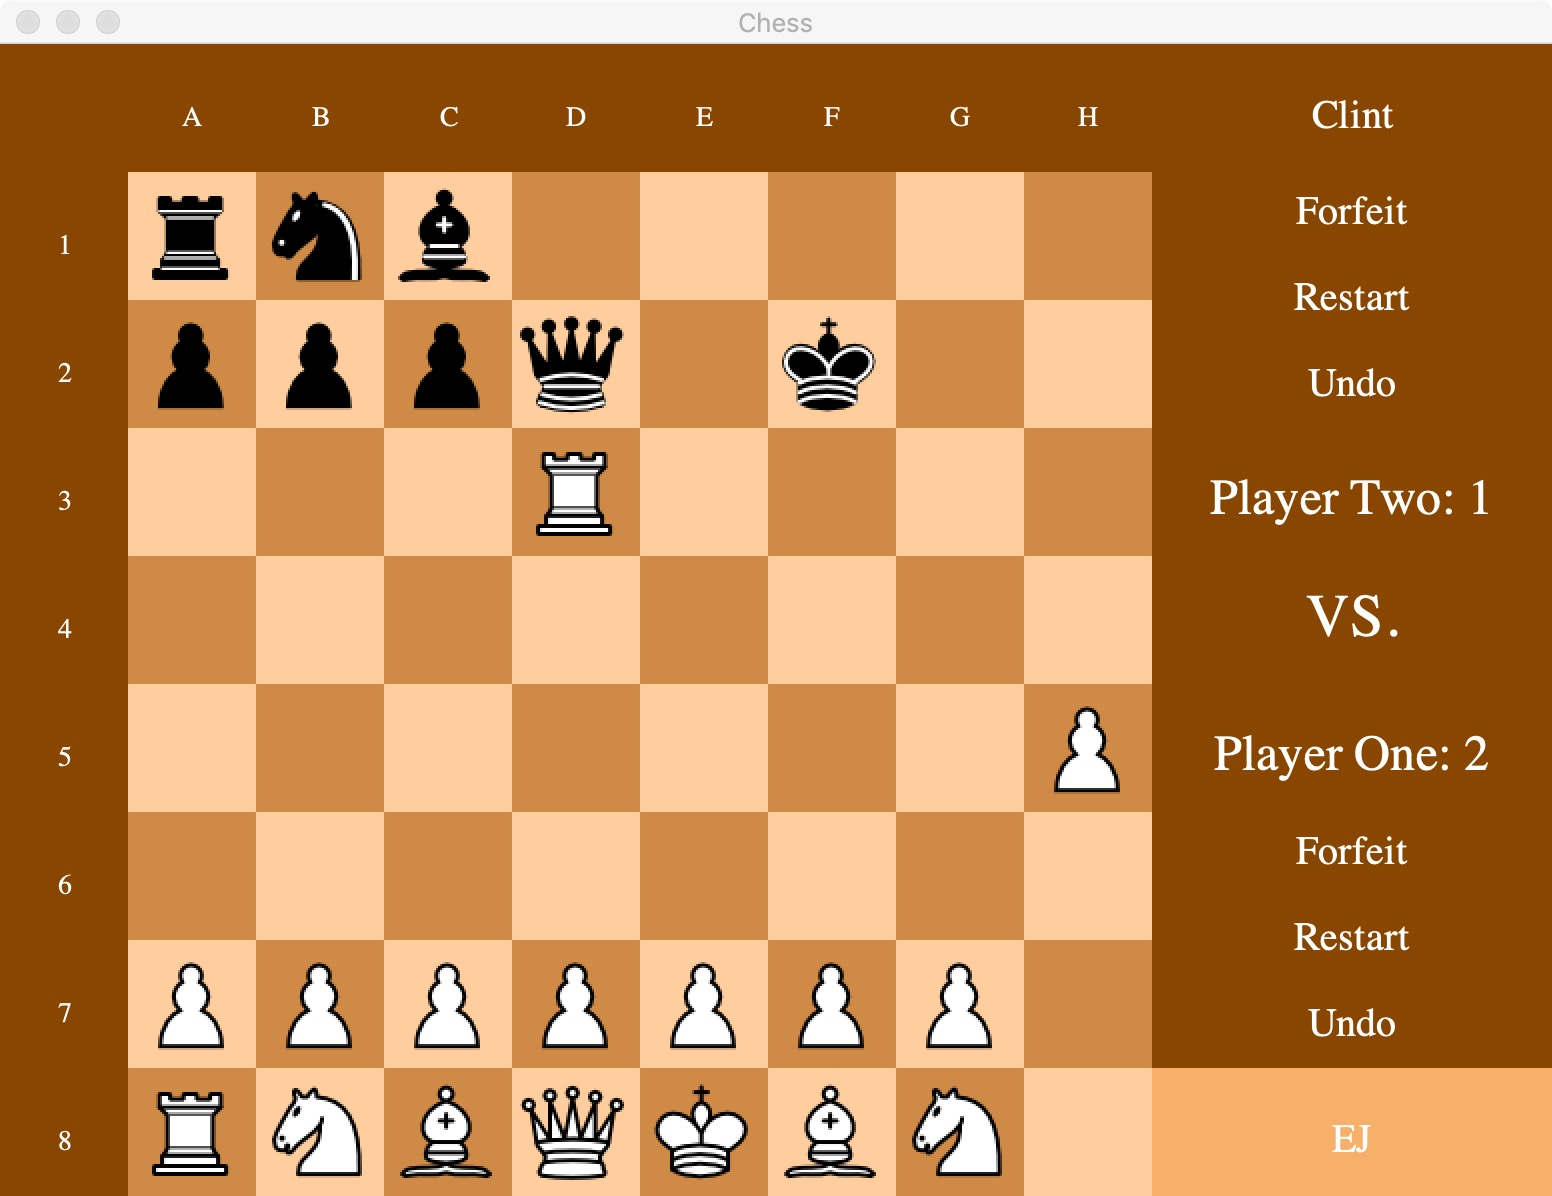 Chess
A B C D E F G H
Clint
Forfeit
1
Restart
2
Undo
3
Player Two: 1
4
VS.
5
Player One: 2
Forfeit
6
Restart
7
Undo
8
EJ